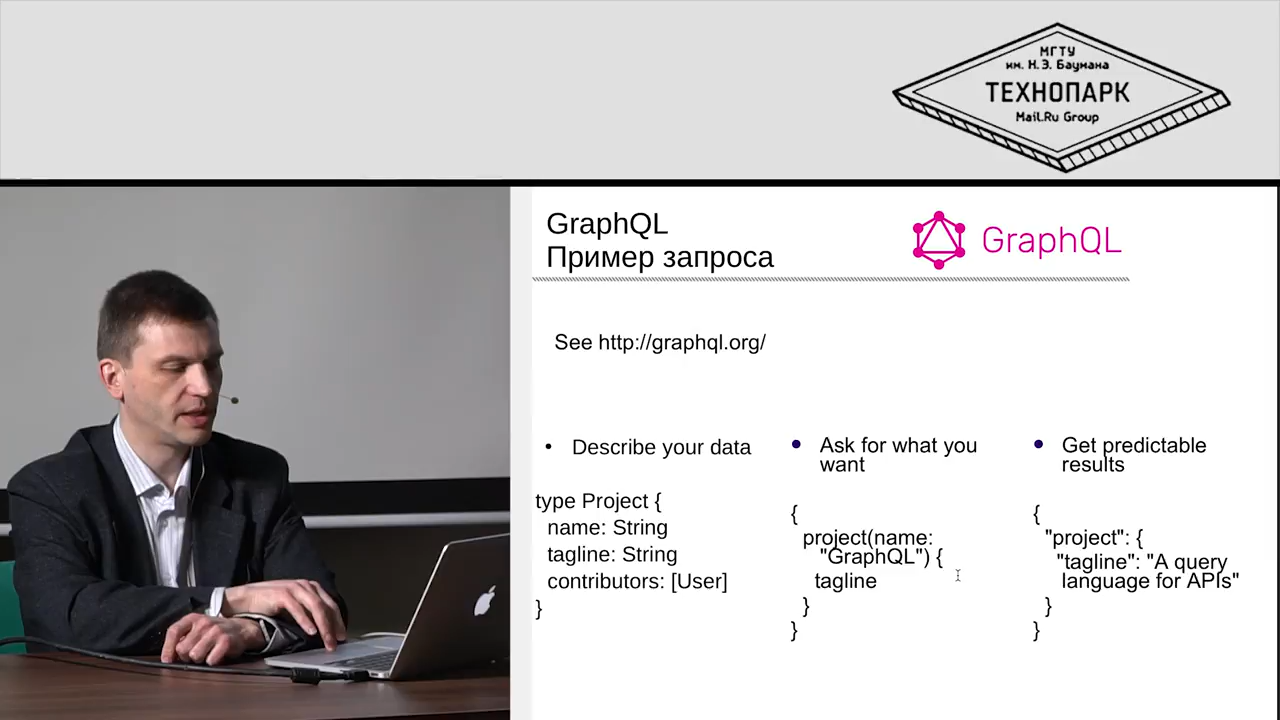 МГТУ
им. Н.Э. Баумана
ТЕХНОПАРК
Mail.Ru Group
GraphQL
Пример запроса
GraphQL
See http://graphql.org/
• Describe your data
type Project {
name: String
tagline: String
contributors: [User]
}
• Ask for what you
want
{
project(name:
"GraphQL") {
tagline
}
}
• Get predictable
results
{
"project": {
"tagline": "A query
language for APIs"
}
}